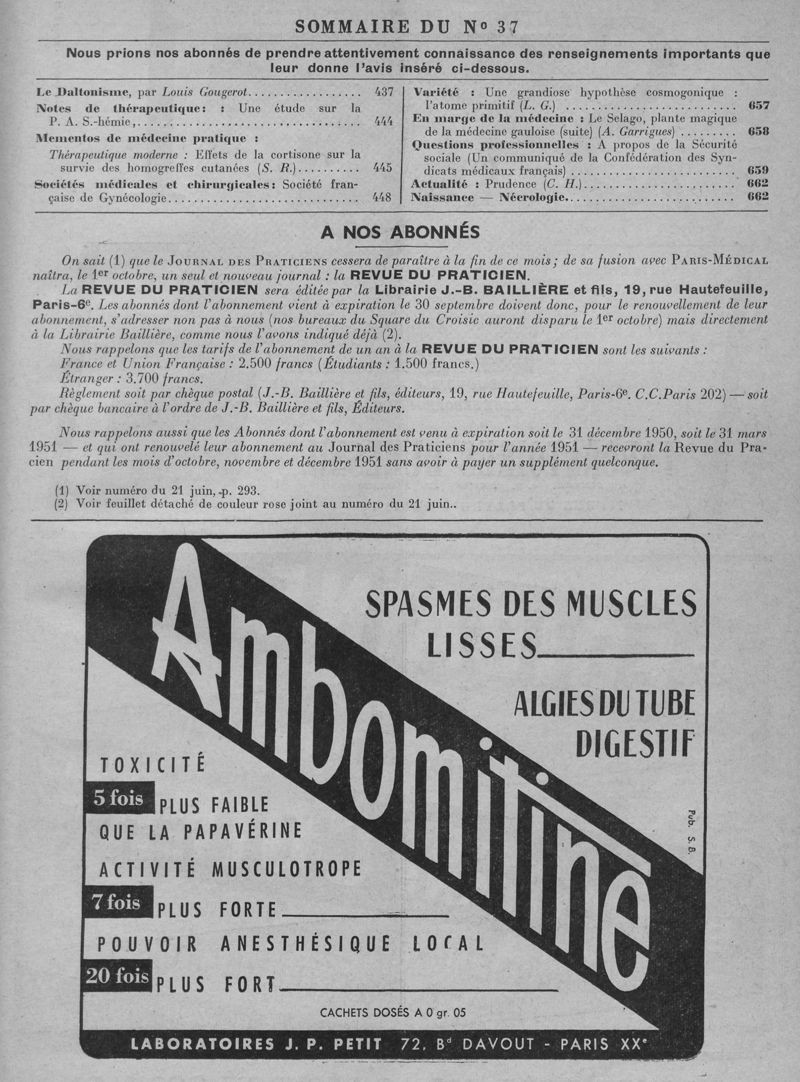 SOMMAIRE DU No 37
Nous prions nos abonnés de prendre attentivement connaissance des renseignements importants que
leur donne l'avis inséré ci-dessous.
Le Daltonisme, par Louis Gougerot.................. 437
Notes de thérapeutique : : Une étude sur la
P. A. S.-hémie,.................................. 444
Mementos de médecine pratique :
Thérapeutique moderne : Effets de la cortisone sur la
survie des homogreffes cutanées (S. R.).......... 445
Sociétés médicales et chirurgicales : Société fran-
çaise de Gynécologie............................. 448
Variété : Une grandiose hypothèse cosmogonique :
l'atome primitif (L. G.) .......................... 657
En marge de la médecine : Le Selago, plante magique
de la médecine gauloise (suite) (A. Garrigues) ......... 658
Questions professionnelles : A propos de la Sécurité
sociale (Un communiqué de la Confédération des Syn-
dicats médicaux français) ......................... 659
Actualité : Prudence (C. H.)....................... 662
Naissance — Nécrologie.......................... 662
A NOS ABONNÉS
On sait (1) que le JOURNAL DES PRATICIENS cessera de paraître à la fin de ce mois ; de sa fusion avec PARIS-MÉDICAL
naîtra, le 1er octobre, un seul et nouveau journal : la REVUE DU PRATICIEN.
La REVUE DU PRATICIEN sera éditée par la Librairie J.-B. BAILLIÈRE et fils, 19, rue Hautefeuille,
Paris-6e. Les abonnés dont l'abonnement vient à expiration le 30 septembre doivent donc, pour le renouvellement de leur
abonnement, s'adresser non pas à nous (nos bureaux du Square du Croisic auront disparu le 1er octobre) mais directement
à la Librairie Baillière, comme nous l'avons indiqué déjà (2).
Nous rappelons que les tarifs de l'abonnement de un an à la REVUE DU PRATICIEN sont les suivants :
France et Union Française : 2.500 francs (Étudiants : 1.500 francs.)
Étranger : 3.700 francs.
Règlement soit par chèque postal (J.-B. Baillière et fils, éditeurs, 19, rue Hautefeuille, Paris-6e. C.C.Paris 202) — soit
par chèque bancaire à l'ordre de J.-B. Baillière et fils, Éditeurs.
Nous rappelons aussi que les Abonnés dont l'abonnement est venu à expiration soit le 31 décembre 1950, soit le 31 mars
1951 — et qui ont renouvelé leur abonnement au Journal des Praticiens pour l'année 1951 — recevront la Revue du Pra-
cien pendant les mois d'octobre, novembre et décembre 1951 sans avoir à payer un supplément quelconque.
(1) Voir numéro du 21 juin, p. 293.
(2) Voir feuillet détaché de couleur rose joint au numéro du 21 juin..
Ambomitine
SPASMES DES MUSCLES
LISSES
ALGIES DU TUBE
DIGESTIF
TOXICITÉ
5 fois PLUS FAIBLE
QUE LA PAPAVÉRINE
ACTIVITÉ MUSCULOTROPE
7 fois PLUS FORTE
POUVOIR ANESTHÉSIQUE LOCAL
20 fois PLUS FORT
Pub. S. B.
CACHETS DOSÉS A 0 gr. 05
LABORATOIRES J. P. PETIT 72, Bd DAVOUT - PARIS XXe